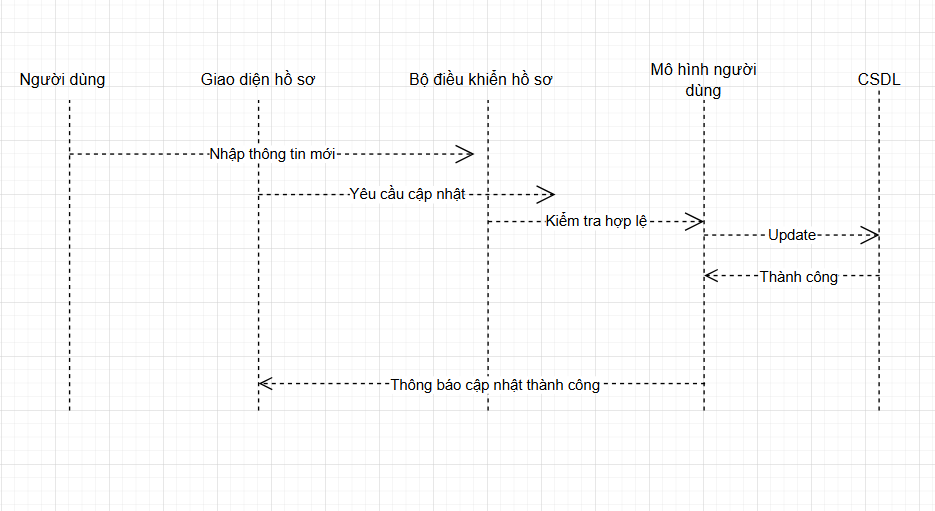 Người dùng
Giao diện hồ sơ
Bộ điều khiển hồ sơ
Mô hình người
dùng
CSDL
Nhập thông tin mới
Yêu cầu cập nhật
Kiểm tra hợp lệ
Update
Thành công
Thông báo cập nhật thành công